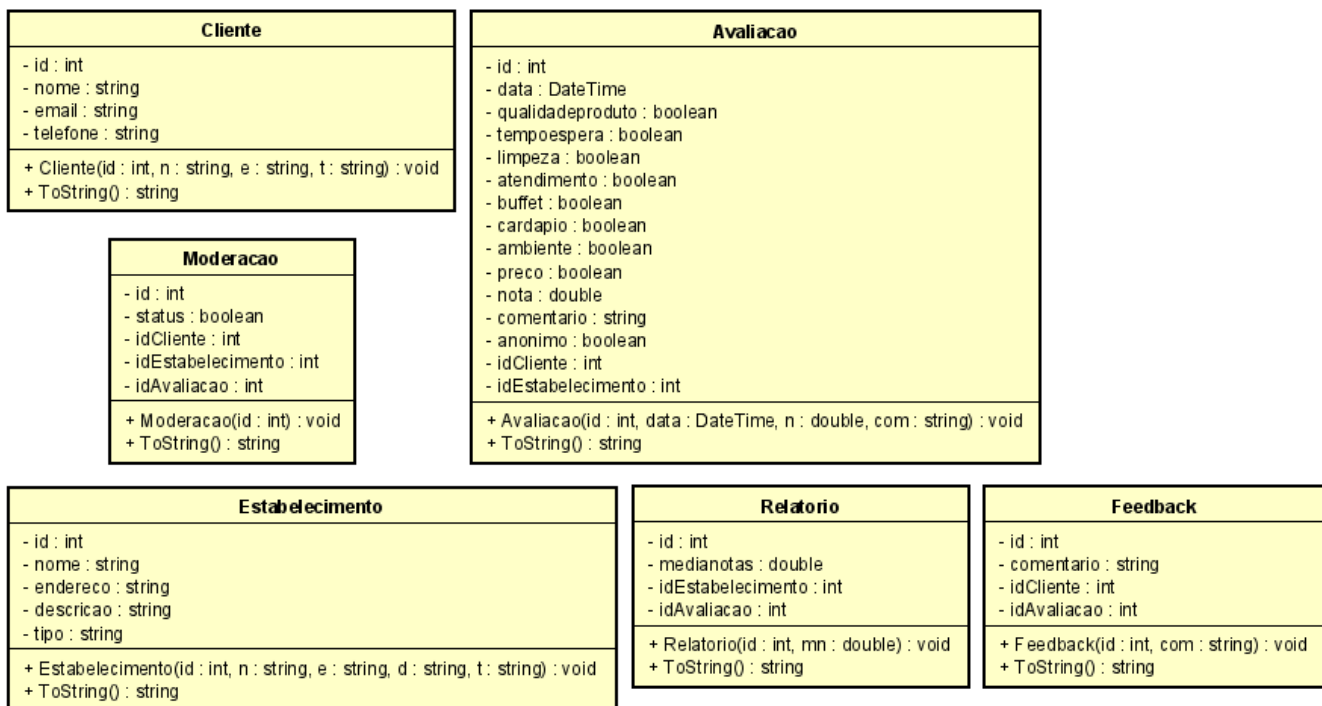 Cliente
- id : int
- nome : string
- email : string
- telefone : string
+ Cliente(id : int, n : string, e : string, t : string) : void
+ ToString() : string
Avaliacao
- id : int
- data : DateTime
- qualidadeproduto : boolean
- tempoespera : boolean
- limpeza : boolean
- atendimento : boolean
- buffet : boolean
- cardapio : boolean
- ambiente : boolean
- preco : boolean
- nota : double
- comentario : string
- anonimo : boolean
- idCliente : int
- idEstabelecimento : int
+ Avaliacao(id : int, data : DateTime, n : double, com : string) : void
+ ToString() : string
Moderacao
- id : int
- status : boolean
- idCliente : int
- idEstabelecimento : int
- idAvaliacao : int
+ Moderacao(id : int) : void
+ ToString() : string
Estabelecimento
- id : int
- nome : string
- endereco : string
- descricao : string
- tipo : string
+ Estabelecimento(id : int, n : string, e : string, d : string, t : string) : void
+ ToString() : string
Relatorio
- id : int
- medianotas : double
- idEstabelecimento : int
- idAvaliacao : int
+ Relatorio(id : int, mn : double) : void
+ ToString() : string
Feedback
- id : int
- comentario : string
- idCliente : int
- idAvaliacao : int
+ Feedback(id : int, com : string) : void
+ ToString() : string